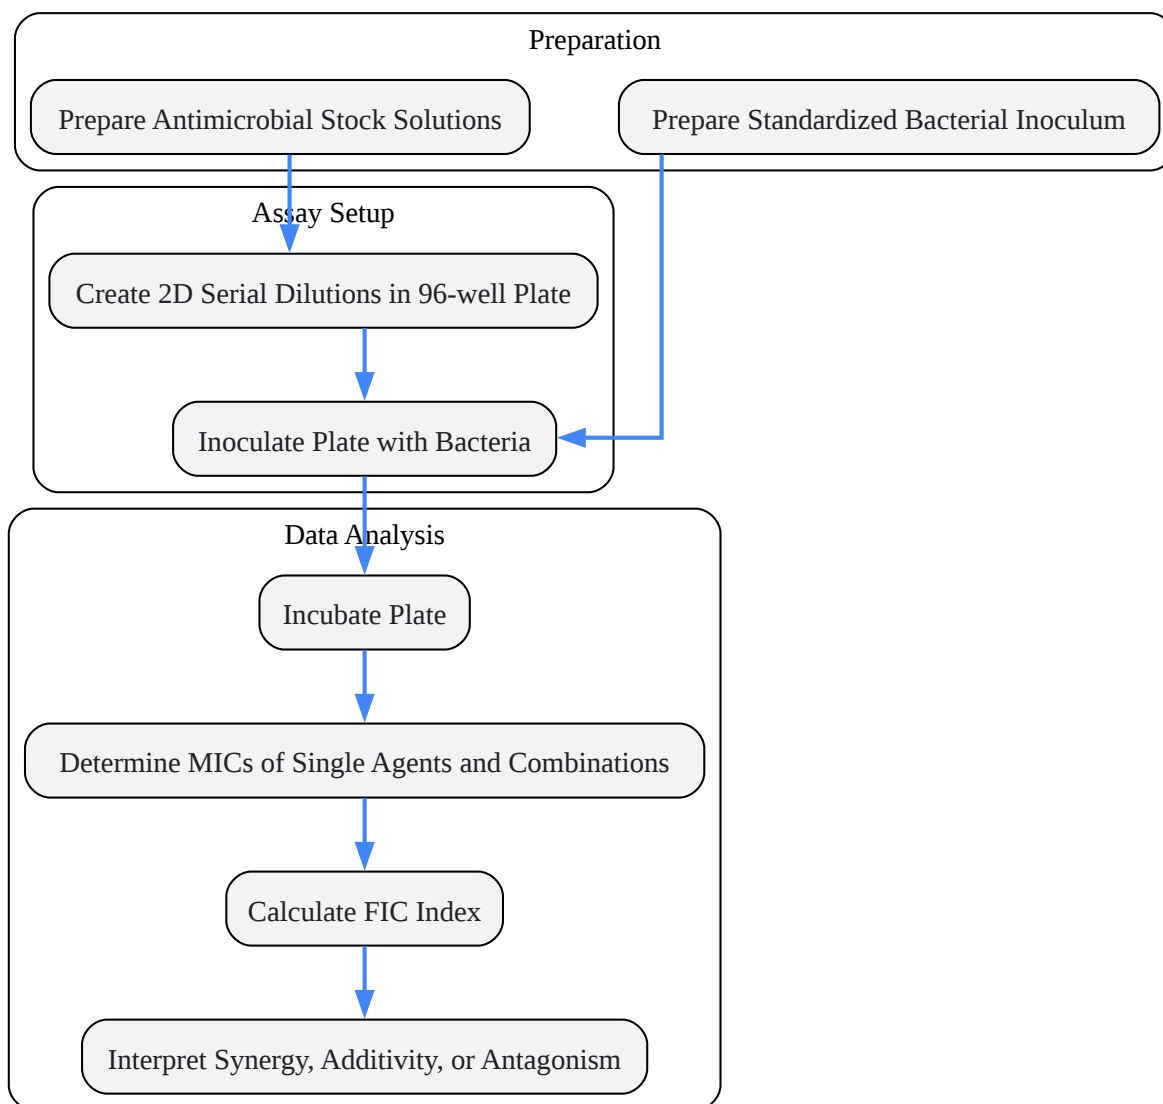 Preparation
Prepare Antimicrobial Stock Solutions
Prepare Standardized Bacterial Inoculum
Assay Setup
Create 2D Serial Dilutions in 96-well Plate
Inoculate Plate with Bacteria
Data Analysis
Incubate Plate
Determine MICs of Single Agents and Combinations
Calculate FIC Index
Interpret Synergy, Additivity, or Antagonism